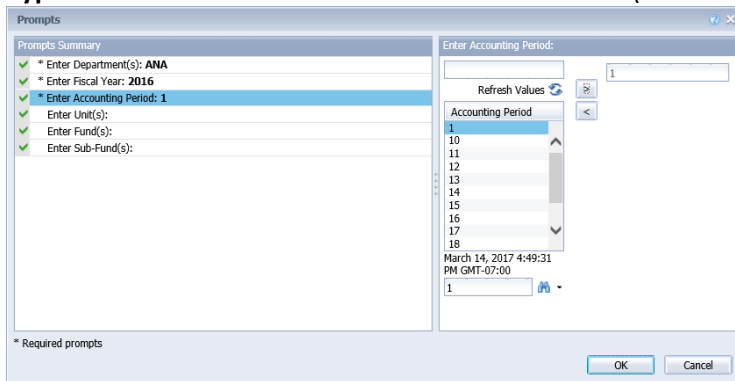 Prompts
Prompts Summary
* Enter Department(s): ANA
* Enter Fiscal Year: 2016
* Enter Accounting Period: 1
Enter Unit(s):
Enter Fund(s):
Enter Sub-Fund(s):
Enter Accounting Period:
Refresh Values
>
1
<
Accounting Period
1
10
11
12
13
14
15
16
17
18
March 14, 2017 4:49:31
PM GMT-07:00
1
* Required prompts
OK Cancel